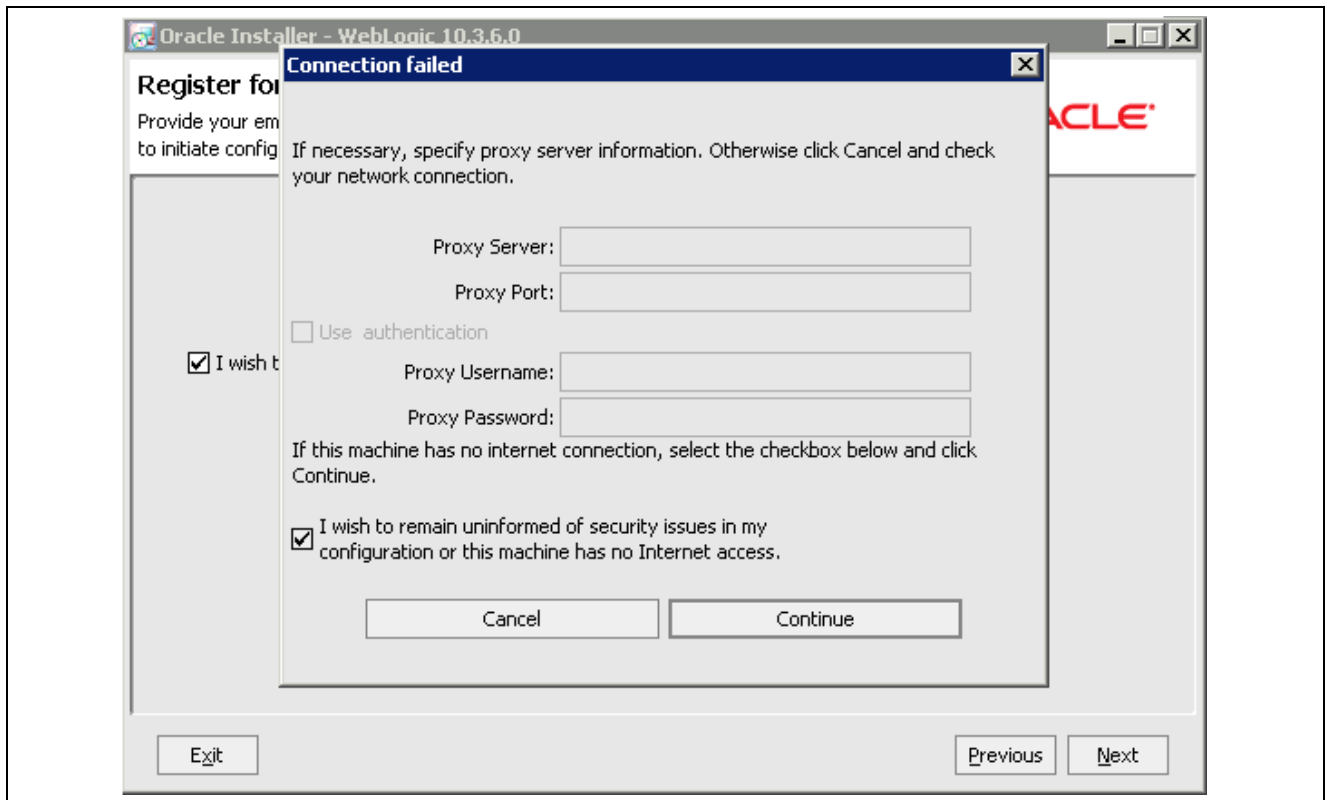 Oracle Installer - WebLogic 10.3.6.0
Connection failed
Register for
Provide your em
to initiate config
If necessary, specify proxy server information. Otherwise click Cancel and check
your network connection.
Proxy Server:
Proxy Port:
Use authentication
I wish t
Proxy Username:
Proxy Password:
If this machine has no internet connection, select the checkbox below and click
Continue.
I wish to remain uninformed of security issues in my
configuration or this machine has no Internet access.
Cancel Continue
Exit Previous Next